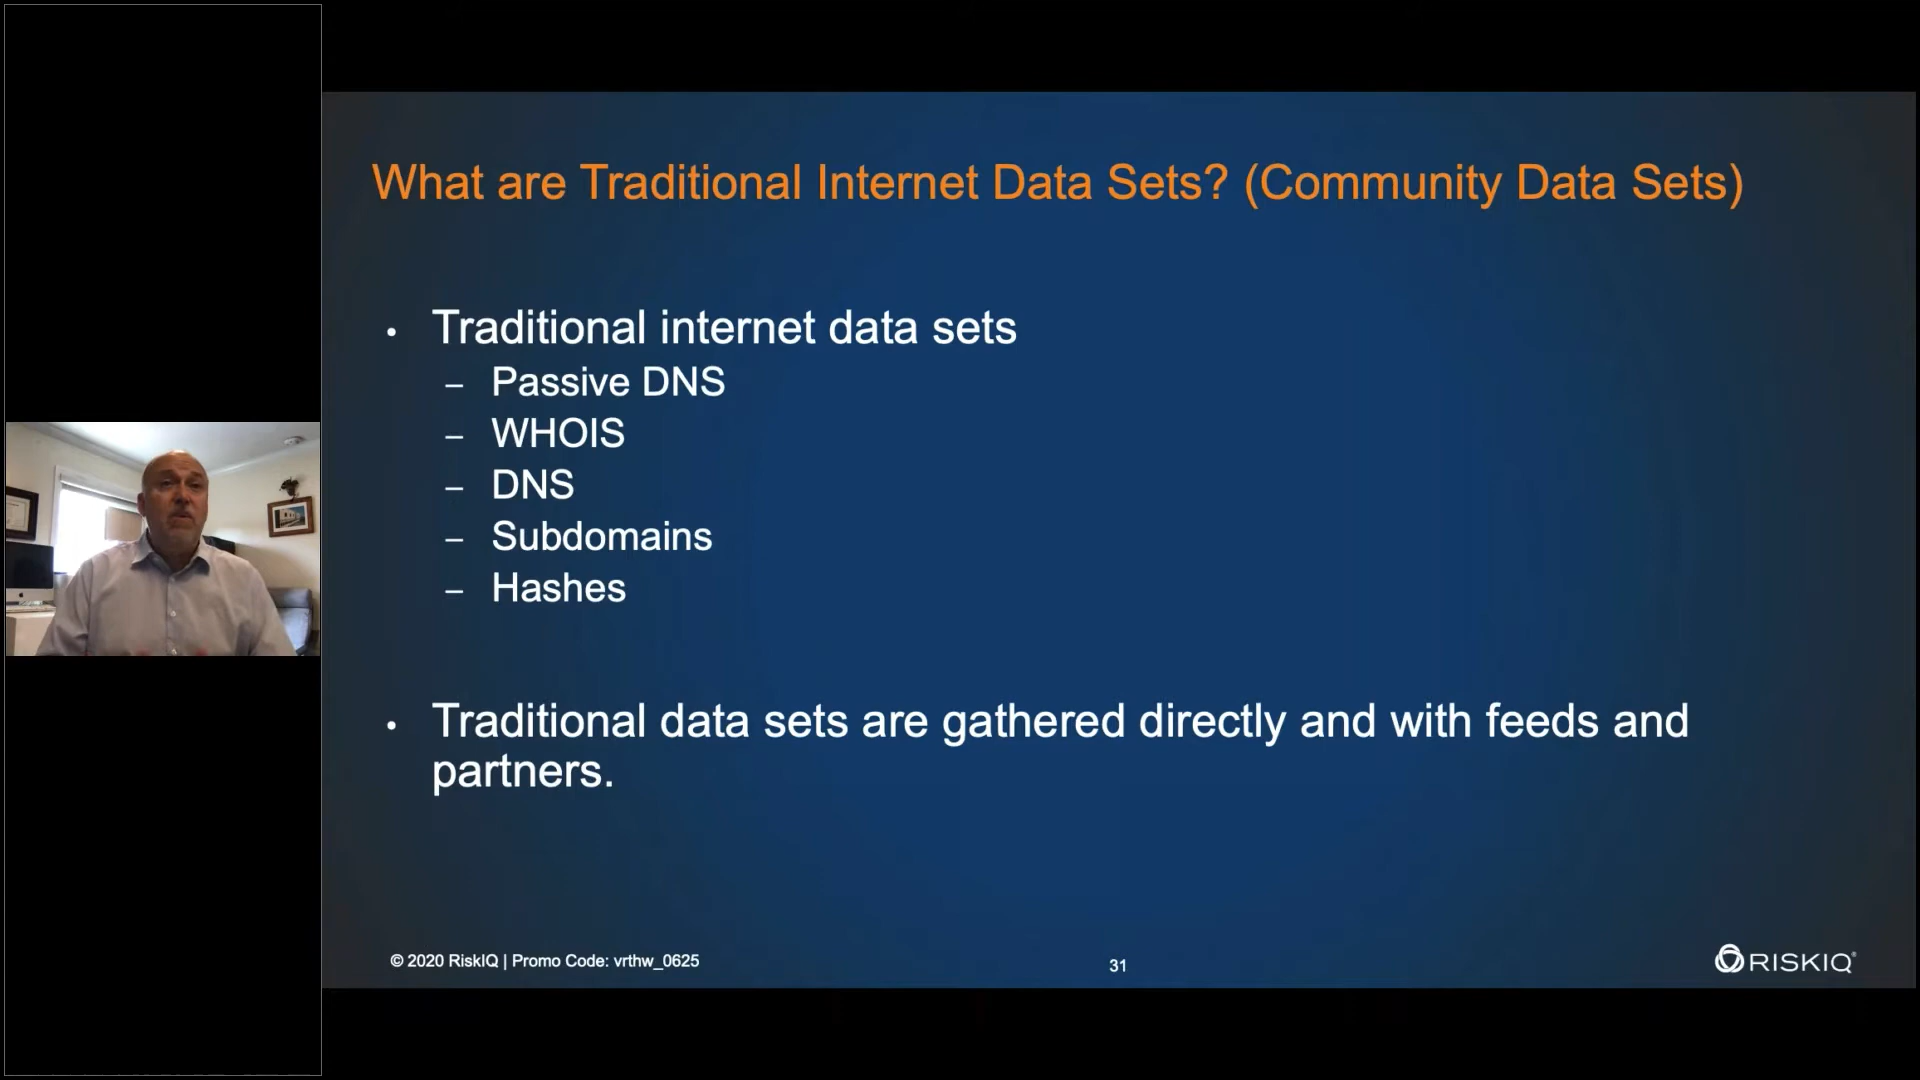 What are Traditional Internet Data Sets? (Community Data Sets)
• Traditional internet data sets
– Passive DNS
– WHOIS
– DNS
– Subdomains
– Hashes
• Traditional data sets are gathered directly and with feeds and
partners.
© 2020 RiskIQ | Promo Code: vrthw_0625
31
RISKIQ®